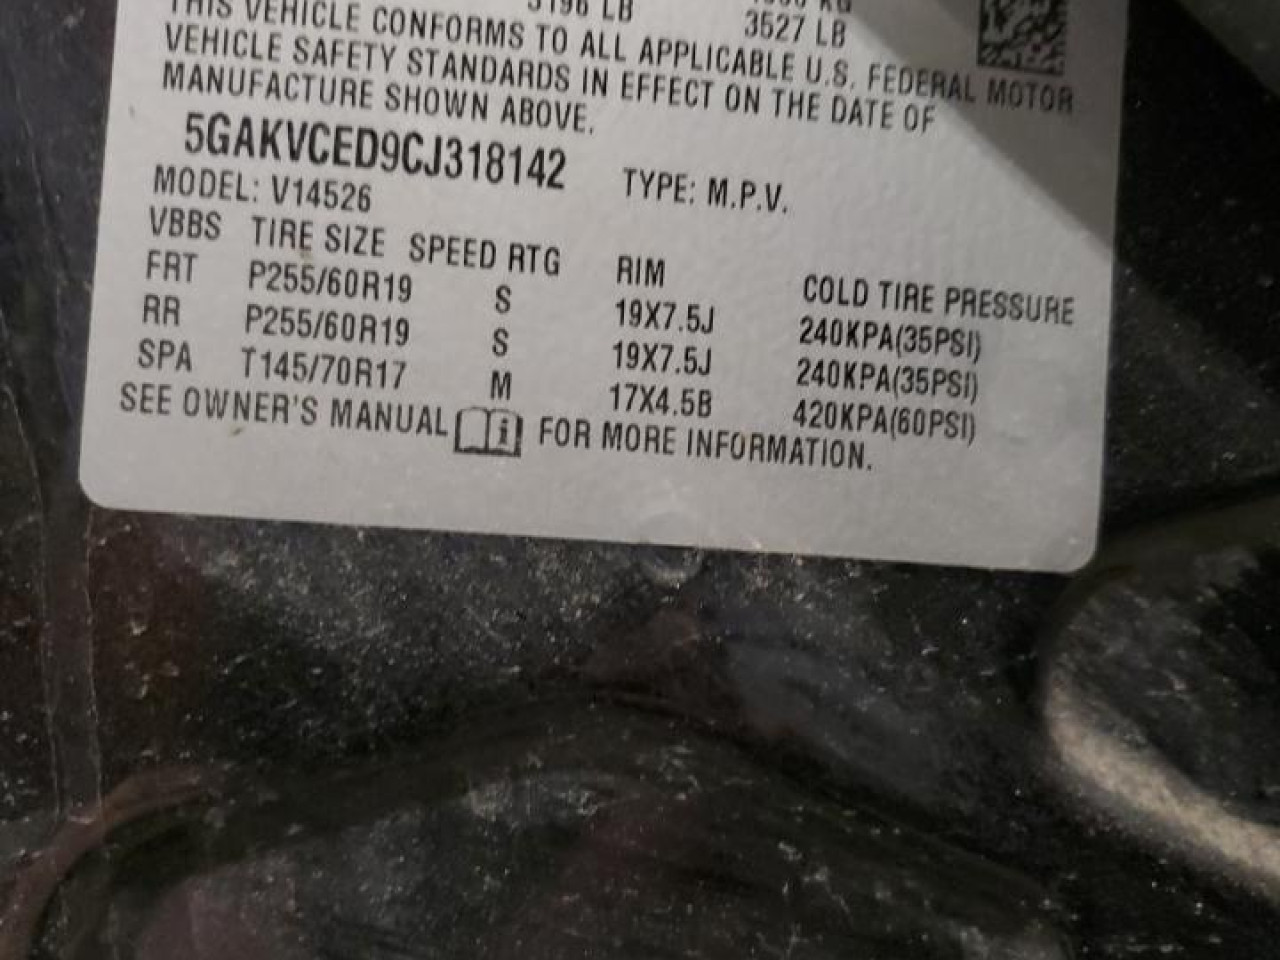 3196 LB 3527 LB
THIS VEHICLE CONFORMS TO ALL APPLICABLE U.S. FEDERAL MOTOR
VEHICLE SAFETY STANDARDS IN EFFECT ON THE DATE OF
MANUFACTURE SHOWN ABOVE.
5GAKVCED9CJ318142 TYPE: M.P.V.
MODEL: V14526
VBBS TIRE SIZE SPEED RTG RIM COLD TIRE PRESSURE
FRT P255/60R19 S 19X7.5J 240KPA(35PSI)
RR P255/60R19 S 19X7.5J 240KPA(35PSI)
SPA T145/70R17 M 17X4.5B 420KPA(60PSI)
SEE OWNER'S MANUAL FOR MORE INFORMATION.